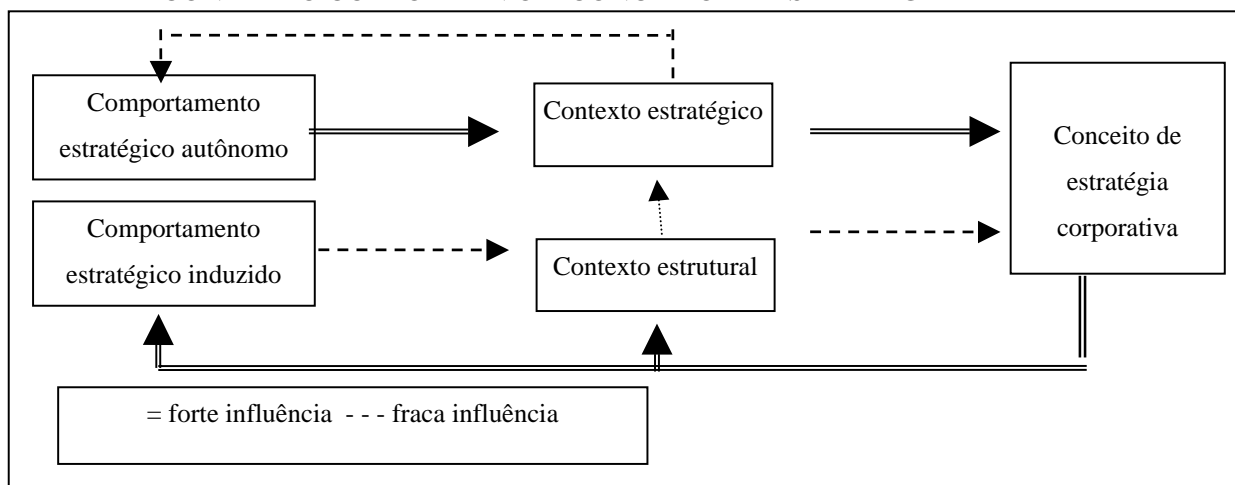 Comportamento
estratégico autônomo
Contexto estratégico
Conceito de
estratégia
corporativa
Comportamento
estratégico induzido
Contexto estrutural
= forte influência - - - fraca influência